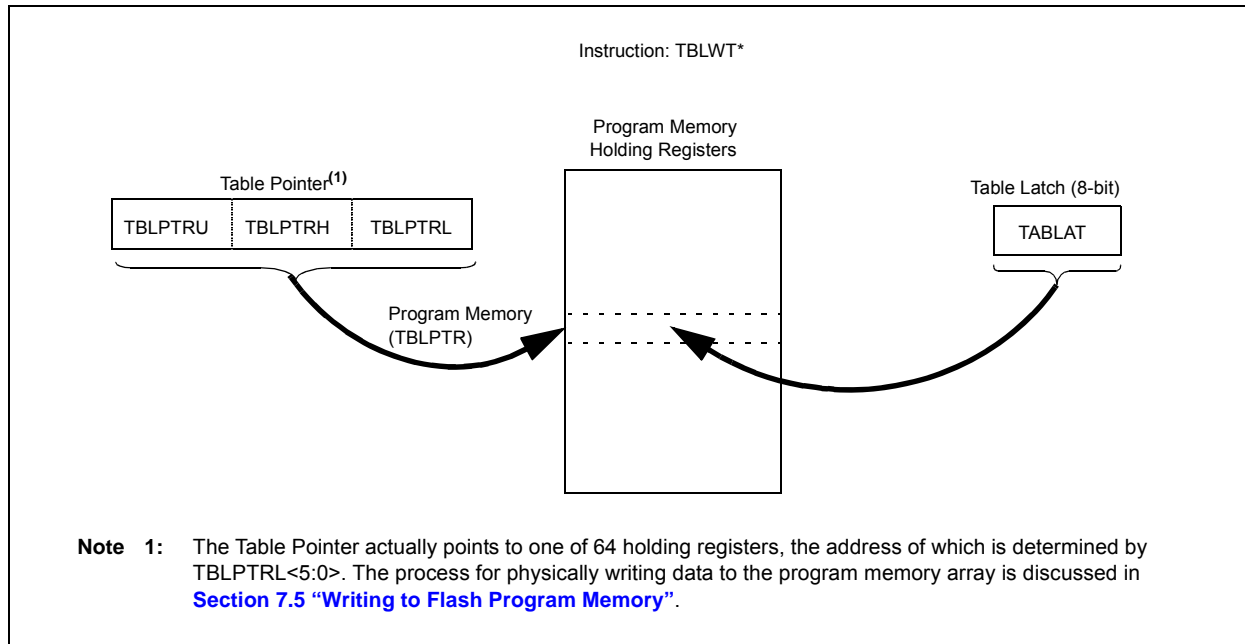 Instruction: TBLWT*
Program Memory
Holding Registers
Table Pointer(1)
Table Latch (8-bit)
TBLPTRU TBLPTRH TBLPTRL
TABLAT
Program Memory
(TBLPTR)
Note 1: The Table Pointer actually points to one of 64 holding registers, the address of which is determined by
TBLPTRL<5:0>. The process for physically writing data to the program memory array is discussed in
Section 7.5 “Writing to Flash Program Memory”.